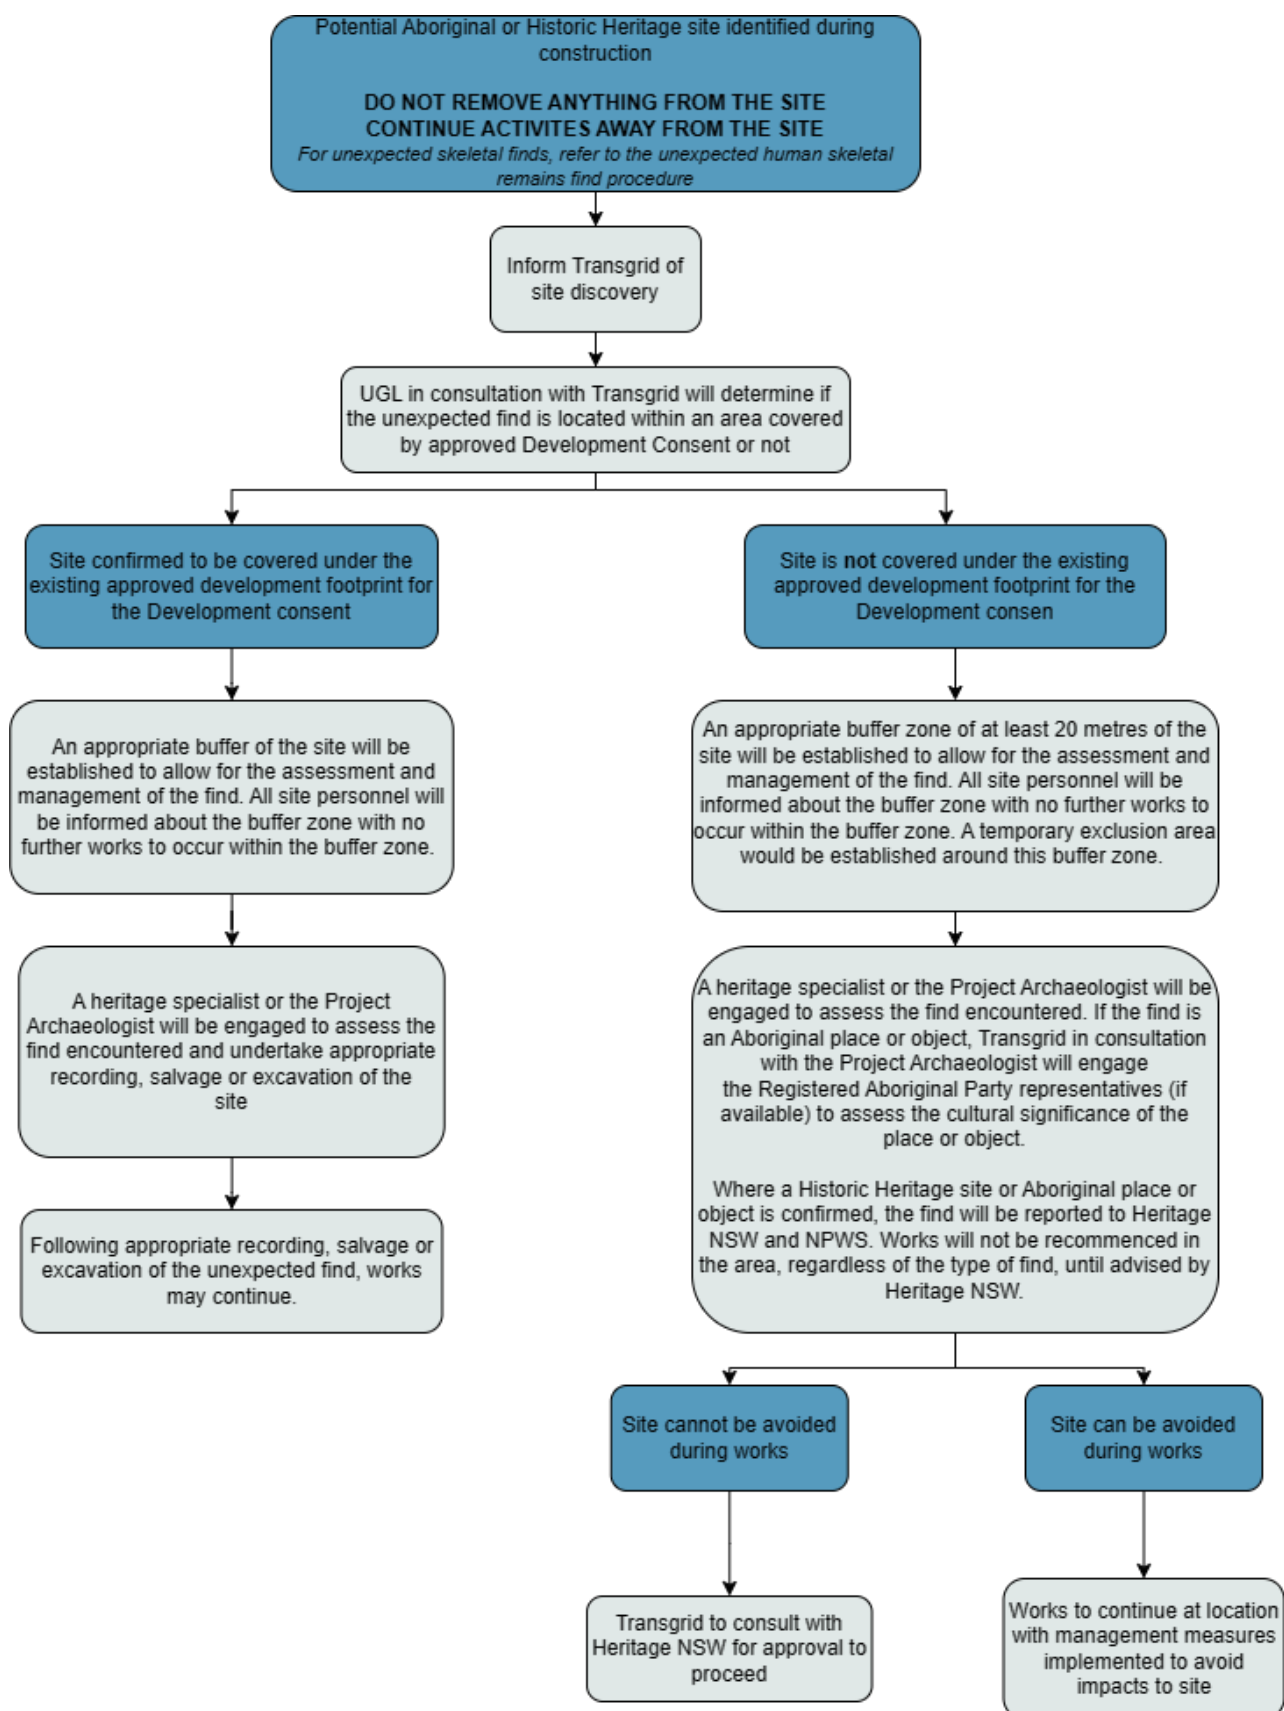 Potential Aboriginal or Historic Heritage site identified during
construction
DO NOT REMOVE ANYTHING FROM THE SITE
CONTINUE ACTIVITES AWAY FROM THE SITE
For unexpected skeletal finds, refer to the unexpected human skeletal
remains find procedure
Inform Transgrid of
site discovery
UGL in consultation with Transgrid will determine if
the unexpected find is located within an area covered
by approved Development Consent or not
Site confirmed to be covered under the
existing approved development footprint for
the Development consent
Site is not covered under the existing
approved development footprint for the
Development consen
An appropriate buffer of the site will be
established to allow for the assessment and
management of the find. All site personnel will
be informed about the buffer zone with no
further works to occur within the buffer zone.
An appropriate buffer zone of at least 20 metres of the
site will be established to allow for the assessment and
management of the find. All site personnel will be
informed about the buffer zone with no further works to
occur within the buffer zone. A temporary exclusion area
would be established around this buffer zone.
A heritage specialist or the Project
Archaeologist will be engaged to assess the
find encountered and undertake appropriate
recording, salvage or excavation of the
site
A heritage specialist or the Project Archaeologist will be
engaged to assess the find encountered. If the find is
an Aboriginal place or object, Transgrid in consultation
with the Project Archaeologist will engage
the Registered Aboriginal Party representatives (if
available) to assess the cultural significance of the
place or object.
Where a Historic Heritage site or Aboriginal place or
object is confirmed, the find will be reported to Heritage
NSW and NPWS. Works will not be recommenced in
the area, regardless of the type of find, until advised by
Heritage NSW.
Following appropriate recording, salvage or
excavation of the unexpected find, works
may continue.
Site cannot be avoided
during works
Site can be avoided
during works
Transgrid to consult with
Heritage NSW for approval to
proceed
Works to continue at location
with management measures
implemented to avoid
impacts to site